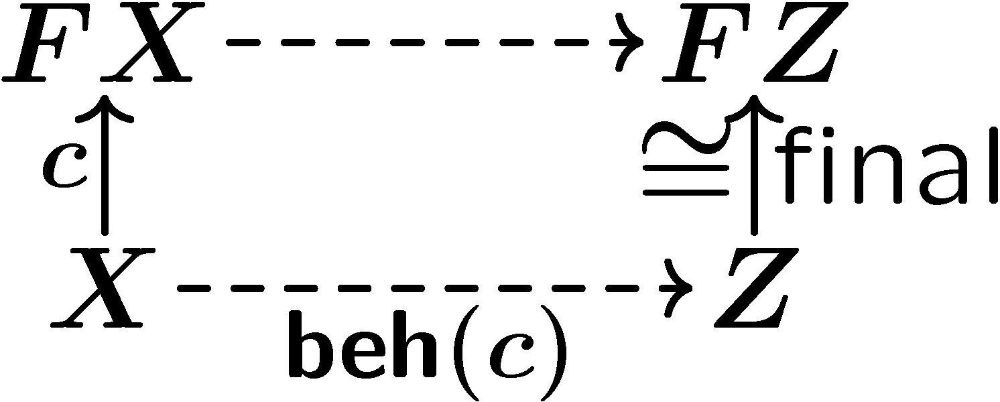 FX FZ
c ≅ final
X Z
beh(c)